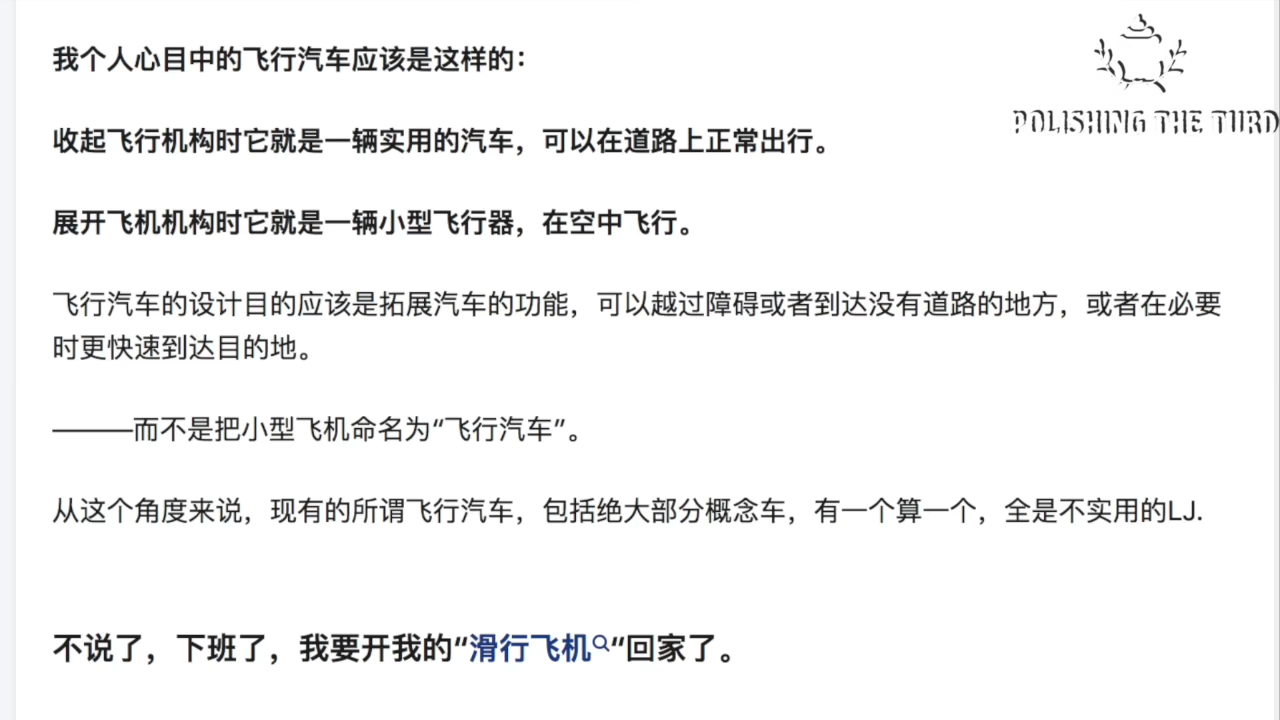 我个人心目中的飞行汽车应该是这样的：
POLISHING THE TURD
收起飞行机构时它就是一辆实用的汽车，可以在道路上正常出行。
展开飞机机构时它就是一辆小型飞行器，在空中飞行。
飞行汽车的设计目的应该是拓展汽车的功能，可以越过障碍或者到达没有道路的地方，或者在必要
时更快速到达目的地。
———而不是把小型飞机命名为“飞行汽车”。
从这个角度来说，现有的所谓飞行汽车，包括绝大部分概念车，有一个算一个，全是不实用的LJ.
不说了，下班了，我要开我的“滑行飞机“回家了。